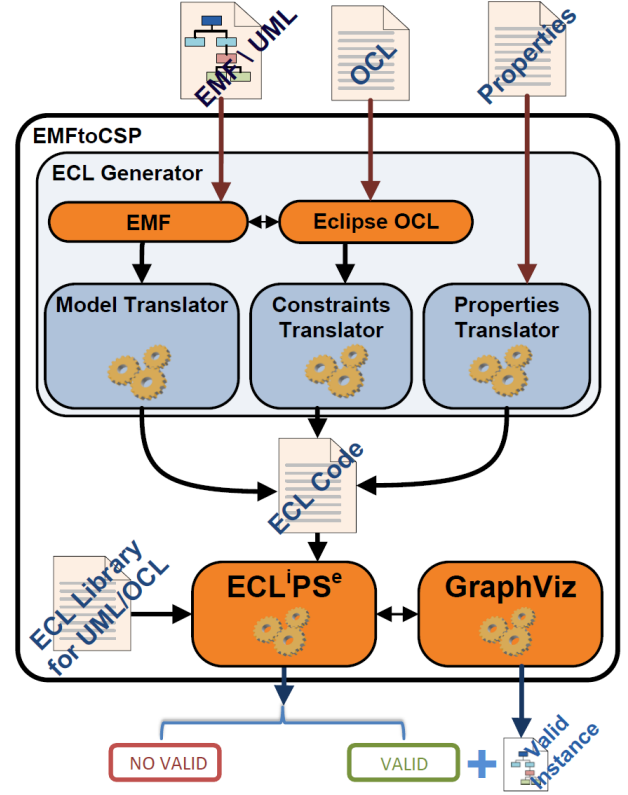 EMF\ UML
OCL
Properties
EMFtoCSP
ECL Generator
EMF
Eclipse OCL
Model Translator
Constraints
Translator
Properties
Translator
ECL Code
ECL Library
for UML/OCL
ECLiPSe
GraphViz
NO VALID
VALID
+
Valid
instance